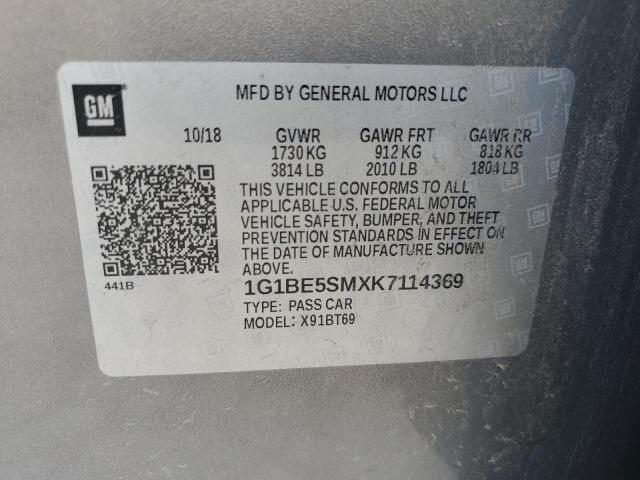 GM
MFD BY GENERAL MOTORS LLC
10/18 GVWR GAWR FRT GAWR RR
1730 KG 912 KG 818 KG
3814 LB 2010 LB 1804 LB
THIS VEHICLE CONFORMS TO ALL
APPLICABLE U.S. FEDERAL MOTOR
VEHICLE SAFETY, BUMPER, AND THEFT
PREVENTION STANDARDS IN EFFECT ON
THE DATE OF MANUFACTURE SHOWN
ABOVE.
441B
1G1BE5SMXK7114369
TYPE: PASS CAR
MODEL: X91BT69